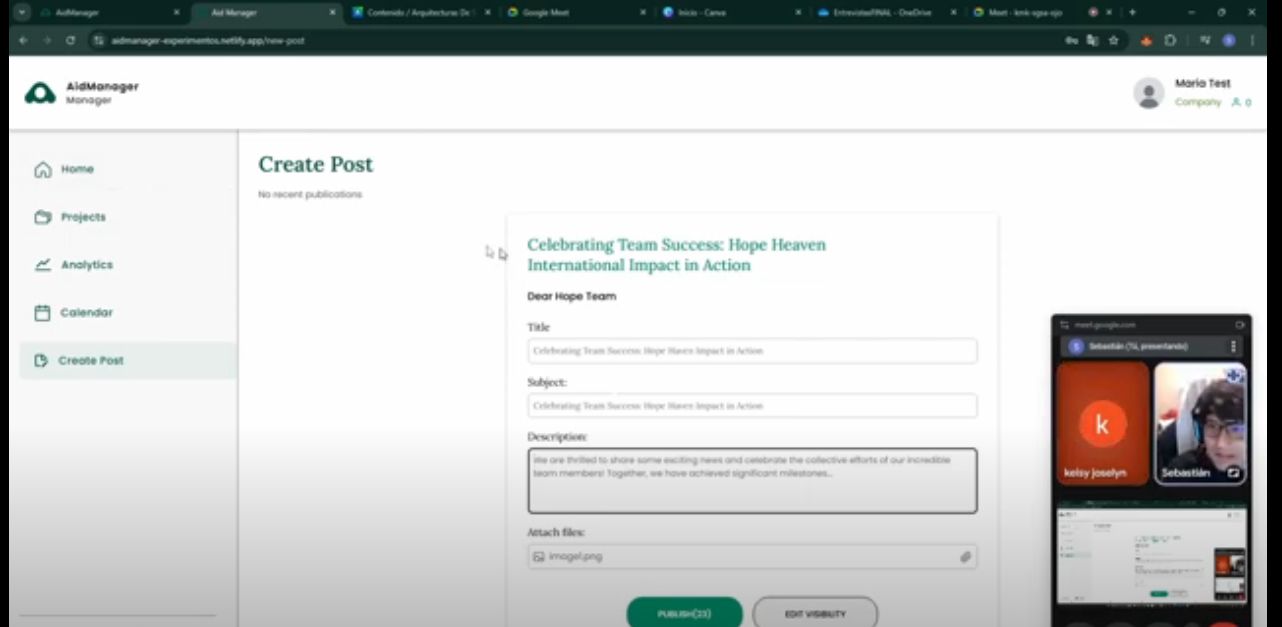 AidManager
Aid Manager
Contenido / Arquitecturas De
Google Meet
Inicio - Canva
EntrevistasFINAL - OneDrive
Meet -
aidmanager-experimentos.netlify.app/new-post
AidManager
Manager
Maria Test
Company 0
Home
Projects
Analytics
Calendar
Create Post
Create Post
No recent publications
Celebrating Team Success: Hope Heaven
International Impact in Action
Dear Hope Team
Title
Celebrating Team Success: Hope Haven Impact in Action
Subject:
Celebrating Team Success: Hope Haven Impact in Action
Description:
We are thrilled to share some exciting news and celebrate the collective efforts of our incredible
team members! Together, we have achieved significant milestones...
Attach files:
image1.png
PUBLISH(23)
EDIT VISIBILITY
meet.google.com
S
Sebastián (Tú, presentando)
k
kelsy joselyn
Sebastián